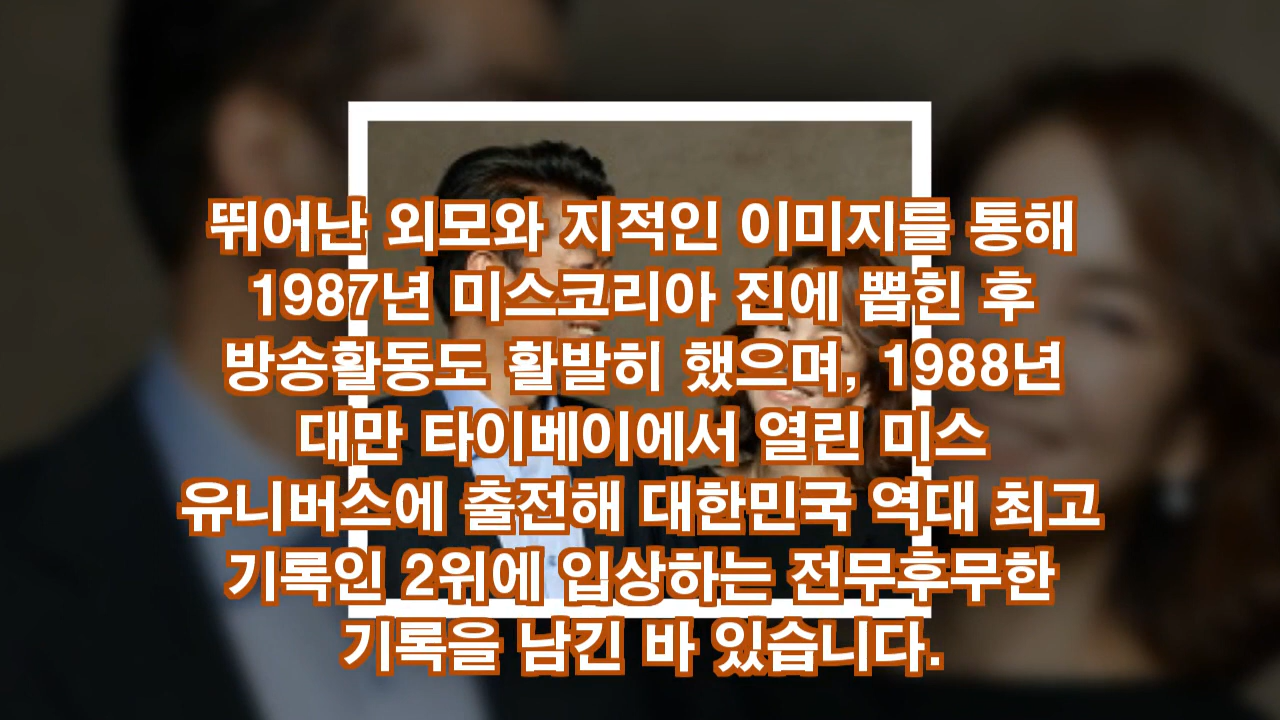 뛰어난 외모와 지적인 이미지를 통해
1987년 미스코리아 진에 뽑힌 후
방송활동도 활발히 했으며, 1988년
대만 타이베이에서 열린 미스
유니버스에 출전해 대한민국 역대 최고
기록인 2위에 입상하는 전무후무한
기록을 남긴 바 있습니다.